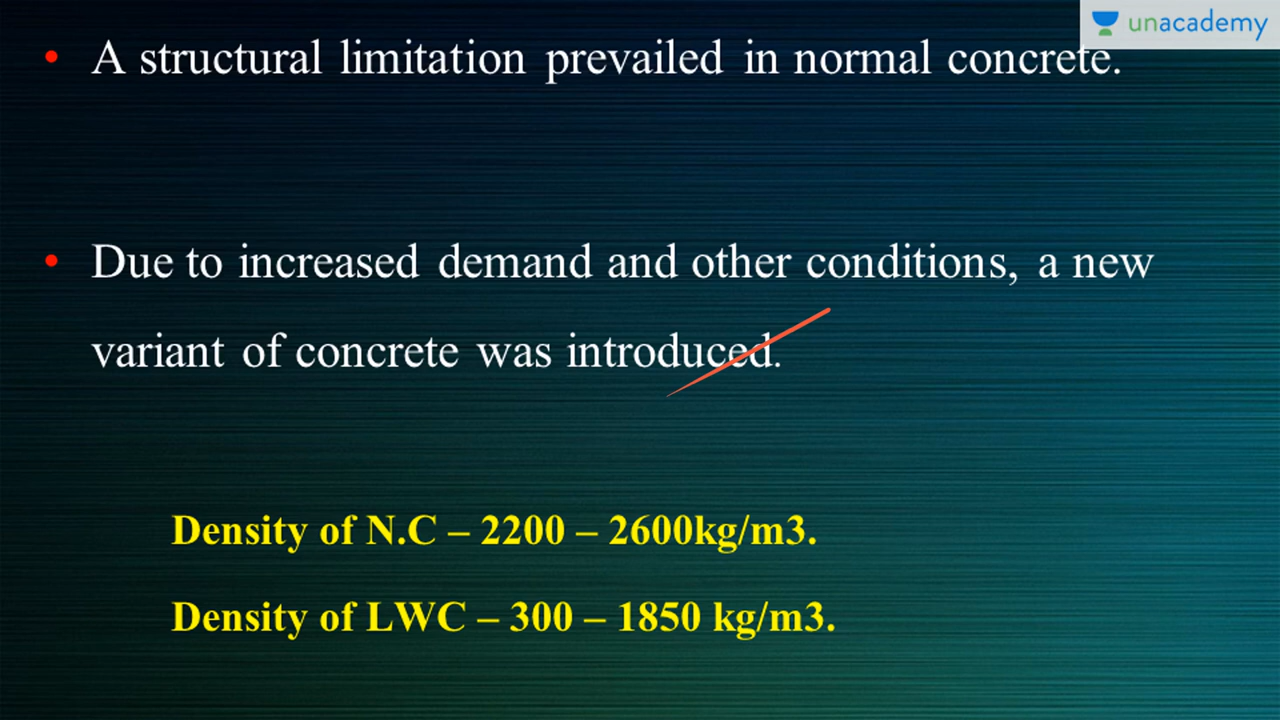 unacademy
• A structural limitation prevailed in normal concrete.
• Due to increased demand and other conditions, a new
variant of concrete was introduced.
Density of N.C – 2200 – 2600kg/m3.
Density of LWC – 300 – 1850 kg/m3.